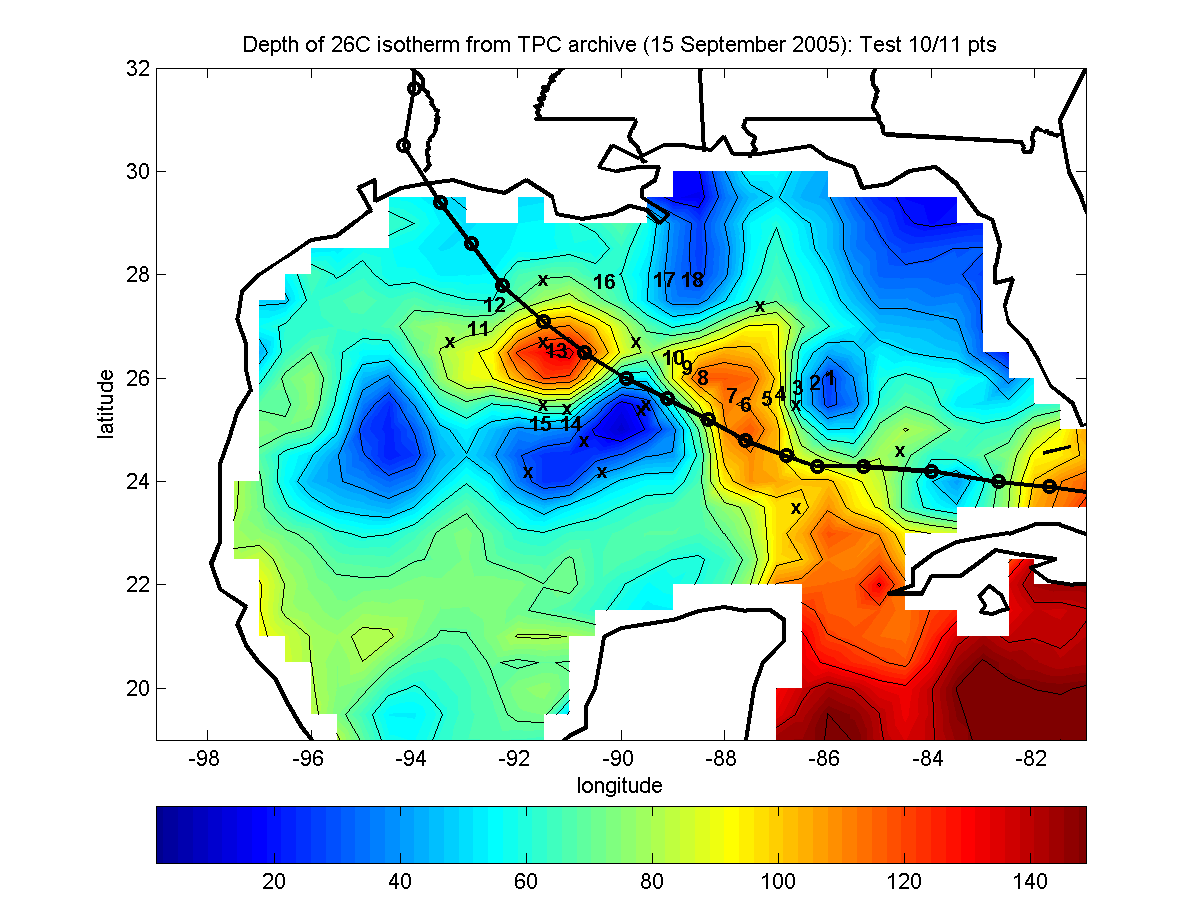 Depth of 26C isotherm from TPC archive (15 September 2005): Test 10/11 pts
32
30
28
26
24
22
20
latitude
x 16 17 18
12 x
11
x x 13 x 10
9 8 3 2 1
7 6 5 4
x x x x x
15 14
x x
x x
x
-98 -96 -94 -92 -90 -88 -86 -84 -82
longitude
20 40 60 80 100 120 140